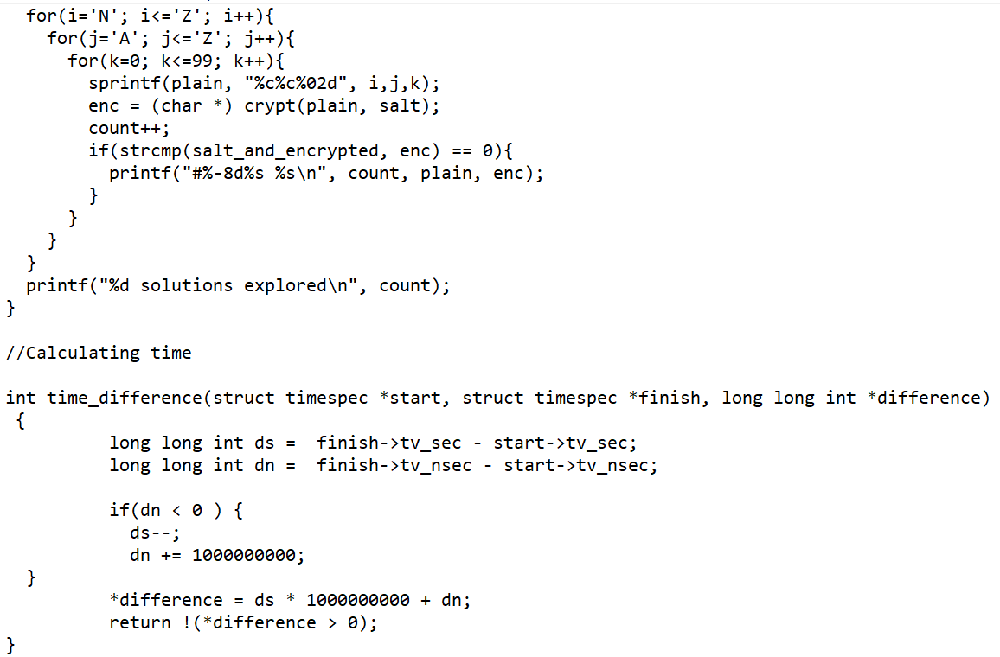 for(i='N'; i<='Z'; i++){
for(j='A'; j<='Z'; j++){
for(k=0; k<=99; k++){
sprintf(plain, "%c%c%02d", i,j,k);
enc = (char *) crypt(plain, salt);
count++;
if(strcmp(salt_and_encrypted, enc) == 0){
printf("#%-8d%s %s\n", count, plain, enc);
}
}
}
}
printf("%d solutions explored\n", count);
}
//Calculating time
int time_difference(struct timespec *start, struct timespec *finish, long long int *difference)
{
long long int ds =  finish->tv_sec - start->tv_sec;
long long int dn =  finish->tv_nsec - start->tv_nsec;
if(dn < 0 ) {
ds--;
dn += 1000000000;
}
*difference = ds * 1000000000 + dn;
return !(*difference > 0);
}